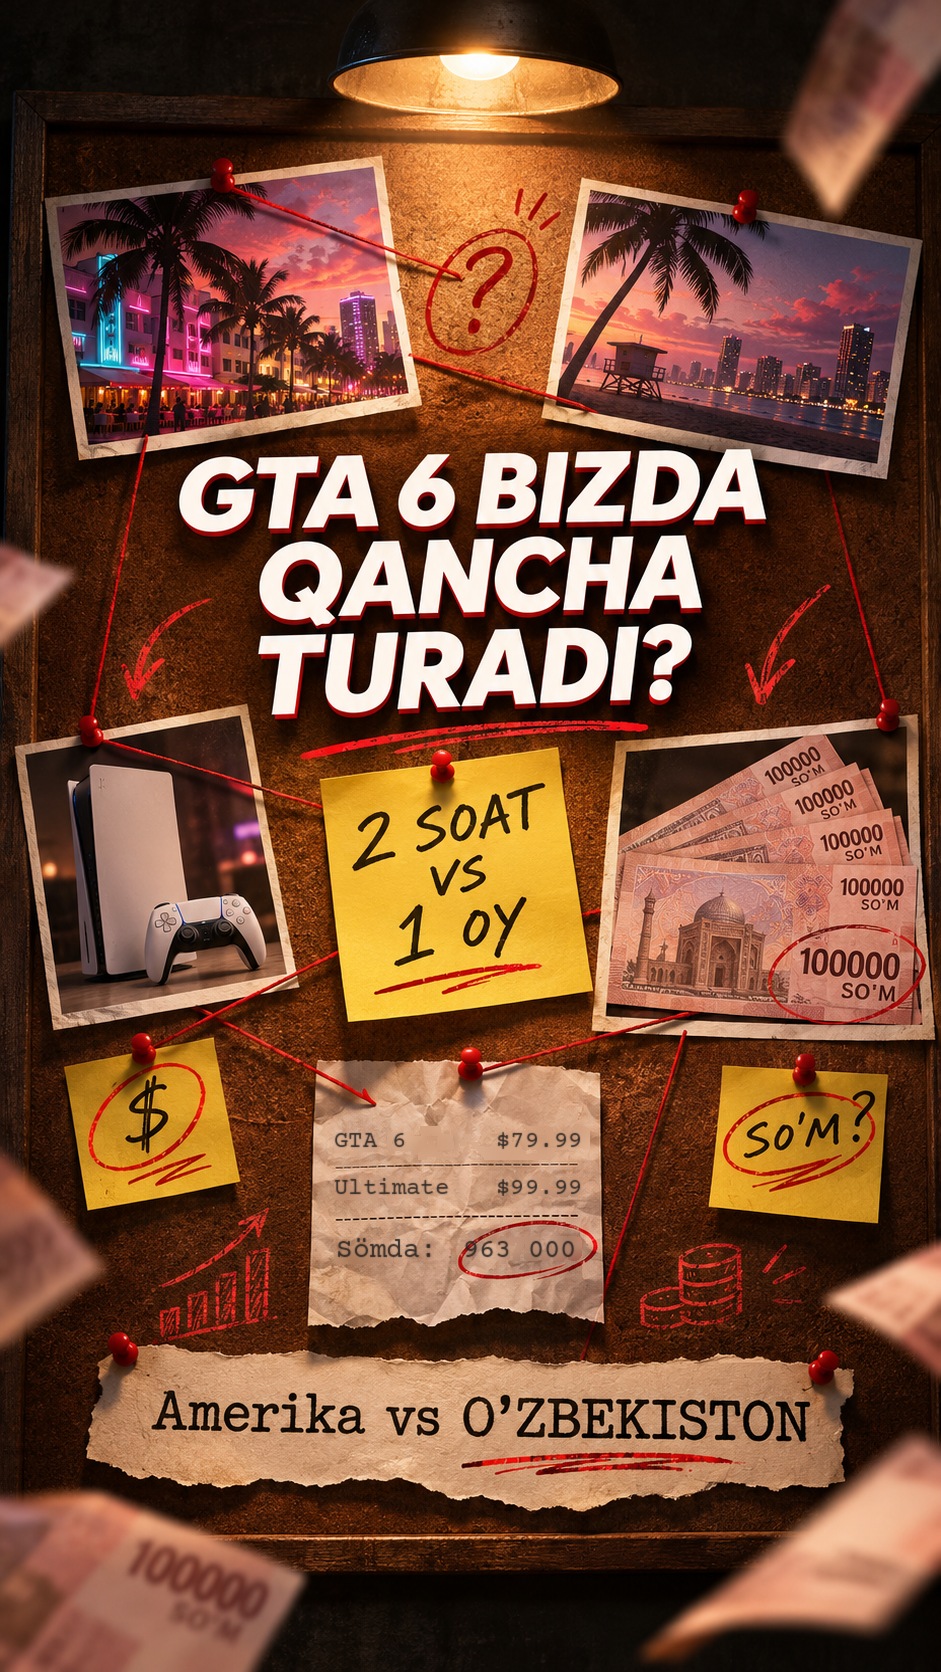 ?
GTA 6 BIZDA
QANCHA
TURADI?
2 SOAT
VS
1 OY
100000
SO'M
100000
SO'M
100000
SO'M
100000
SO'M
100000
SO'M
$
GTA 6 $79.99
Ultimate $99.99
Sömda: 963 000
SO'M?
Amerika vs O'ZBEKISTON
100000
SO'M